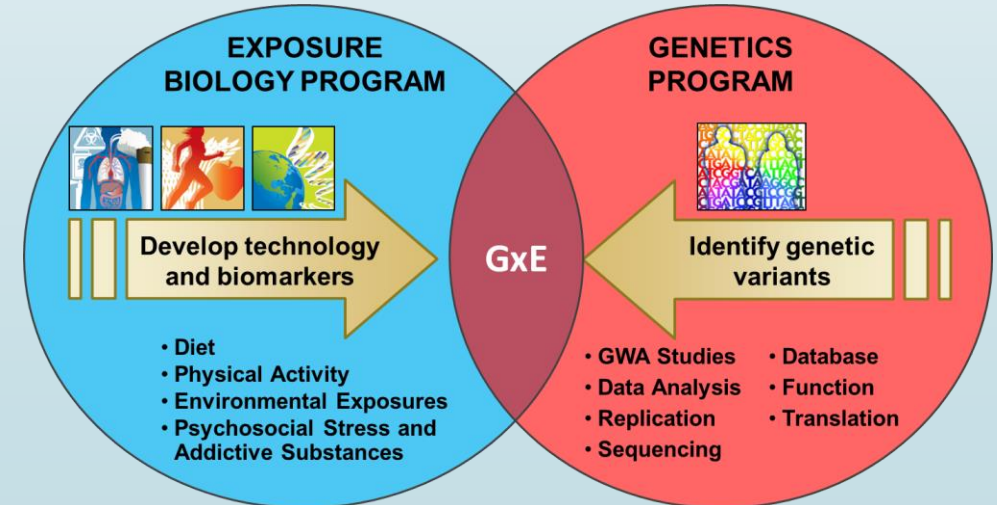 EXPOSURE
BIOLOGY PROGRAM
GENETICS
PROGRAM
Develop technology
and biomarkers
GxE
Identify genetic
variants
• Diet
• Physical Activity
• Environmental Exposures
• Psychosocial Stress and
Addictive Substances
• GWA Studies
• Data Analysis
• Replication
• Sequencing
• Database
• Function
• Translation